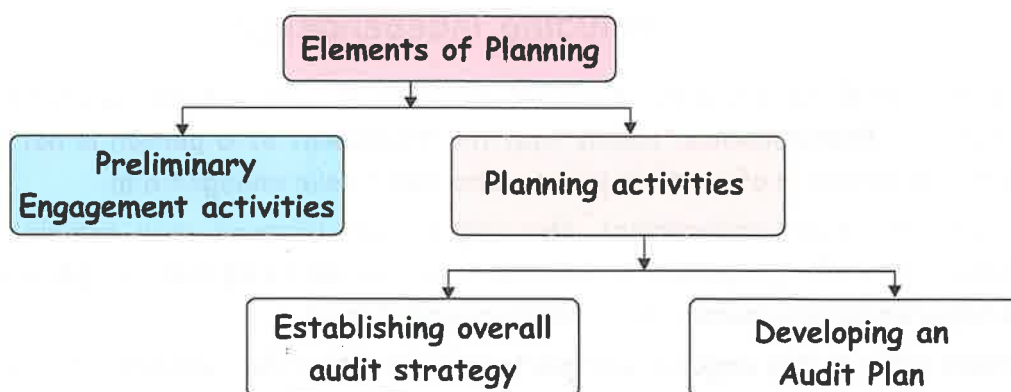 Elements of Planning
Preliminary
Engagement activities
Planning activities
Establishing overall
audit strategy
Developing an
Audit Plan